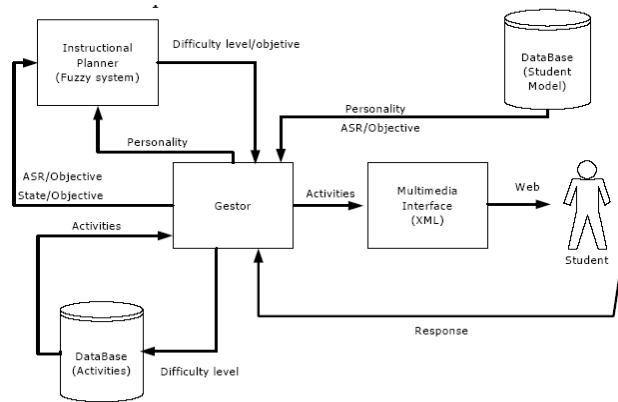 Instructional
Planner
(Fuzzy system)
Difficulty level/objetive
DataBase
(Student
Model)
Personality
ASR/Objective
Personality
ASR/Objective
State/Objective
Gestor
Activities
Multimedia
Interface
(XML)
Web
Student
Activities
Response
DataBase
(Activities)
Difficulty level